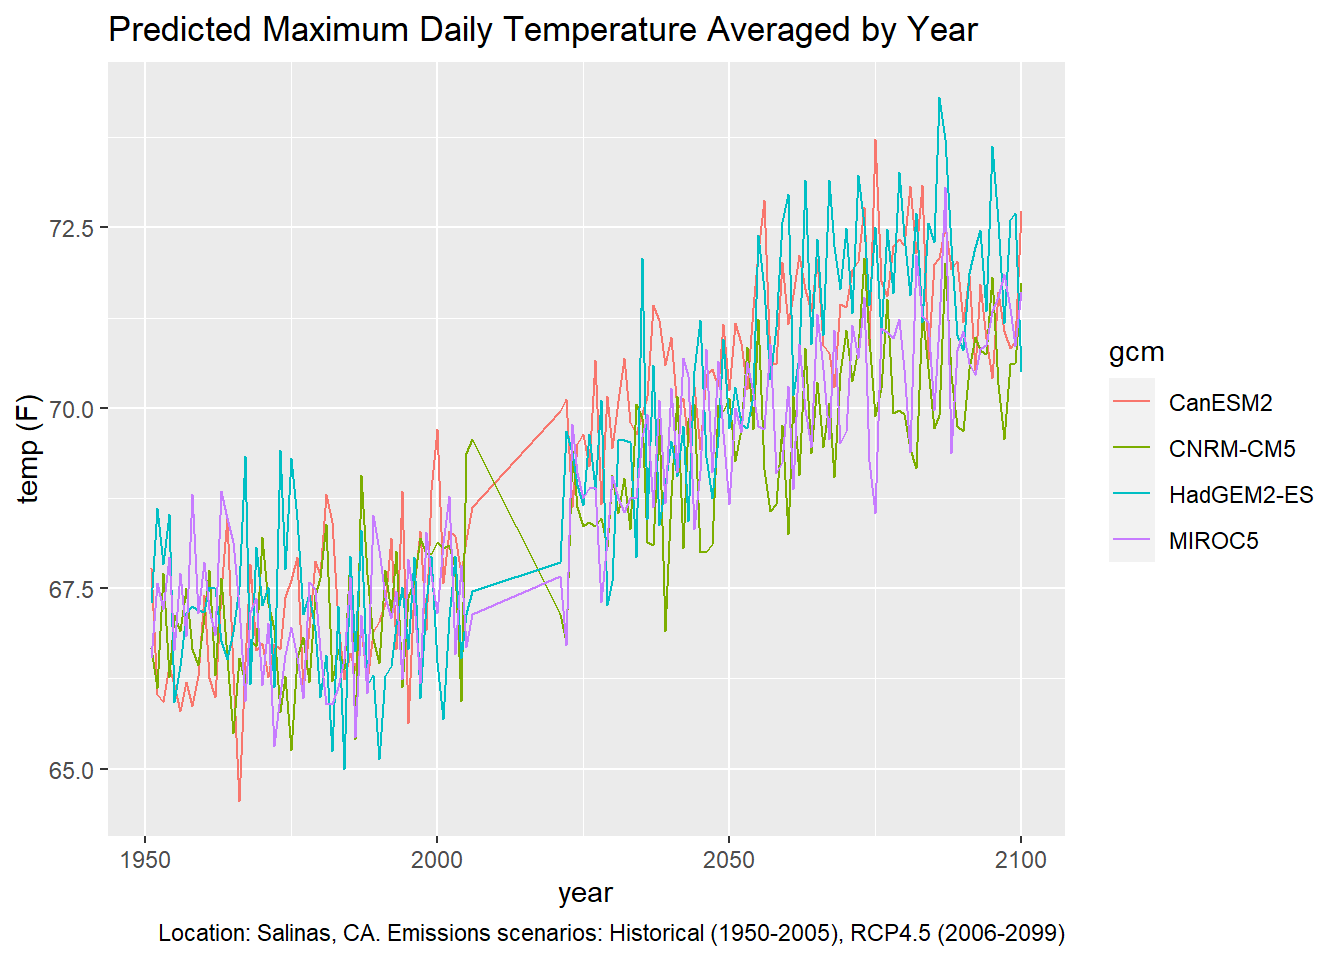 Predicted Maximum Daily Temperature Averaged by Year
temp (F)
72.5
70.0
67.5
65.0
1950
2000
2050
2100
year
gcm
CanESM2
CNRM-CM5
HadGEM2-ES
MIROC5
Location: Salinas, CA. Emissions scenarios: Historical (1950-2005), RCP4.5 (2006-2099)